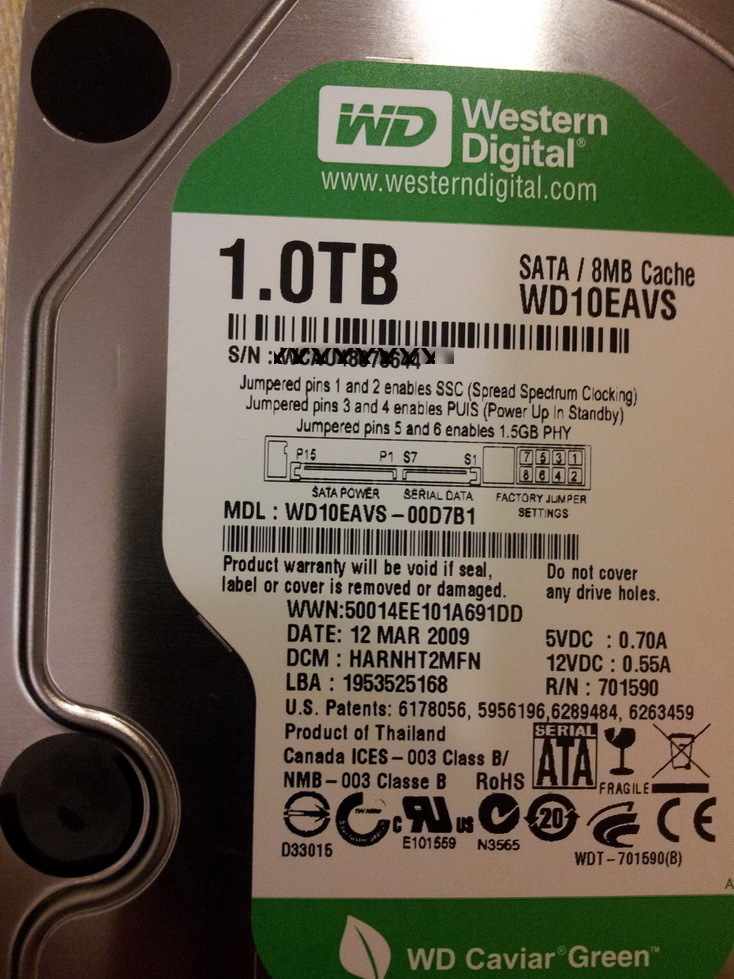 WD Western Digital®
www.westerndigital.com
1.0TB
SATA / 8MB Cache
WD10EAVS
S/N :
Jumpered pins 1 and 2 enables SSC (Spread Spectrum Clocking)
Jumpered pins 3 and 4 enables PUIS (Power Up In Standby)
Jumpered pins 5 and 6 enables 1.5GB PHY
P15 P1 S7 S1 7 5 3 1
8 6 4 2
SATA POWER SERIAL DATA FACTORY JUMPER SETTINGS
MDL : WD10EAVS-00D7B1
Product warranty will be void if seal,
label or cover is removed or damaged.
Do not cover
any drive holes.
WWN:50014EE101A691DD
DATE: 12 MAR 2009
DCM : HARNHT2MFN
LBA : 1953525168
5VDC : 0.70A
12VDC : 0.55A
R/N : 701590
U.S. Patents: 6178056, 5956196,6289484, 6263459
Product of Thailand
Canada ICES-003 Class B/
NMB-003 Classe B RoHS
SERIAL ATA
FRAGILE
D33015
c UR us
E101559
N3565
20
CE
WDT-701590(B)
WD Caviar® Green™